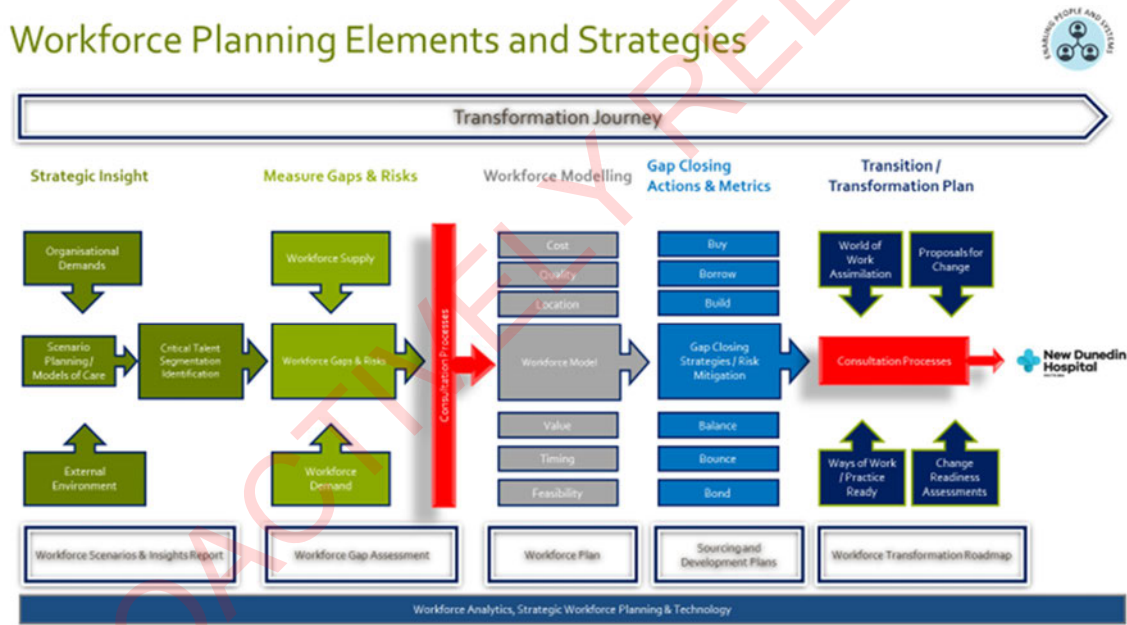 Workforce Planning Elements and Strategies
ENABLING PEOPLE AND SYSTEMS
Transformation Journey
Strategic Insight
Measure Gaps & Risks
Workforce Modelling
Gap Closing
Actions & Metrics
Transition /
Transformation Plan
Organisational
Demands
Scenario
Planning/
Models of Care
External
Environment
Critical Talent
Segmentation
Identification
Workforce Supply
Workforce Gaps & Risks
Workforce
Demand
Consultation Processes
Cost
Quality
Location
Workforce Model
Value
Timing
Feasibility
Buy
Borrow
Build
Gap Closing
Strategies / Risk
Mitigation
Balance
Bounce
Bond
World of
Work
Assimilation
Proposals for
Change
Consultation Processes
Ways of Work
/ Practice
Ready
Change
Readiness
Assessments
New Dunedin
Hospital
Workforce Scenarios & Insights Report
Workforce Gap Assessment
Workforce Plan
Sourcing and
Development Plans
Workforce Transformation Roadmap
Workforce Analytics, Strategic Workforce Planning & Technology